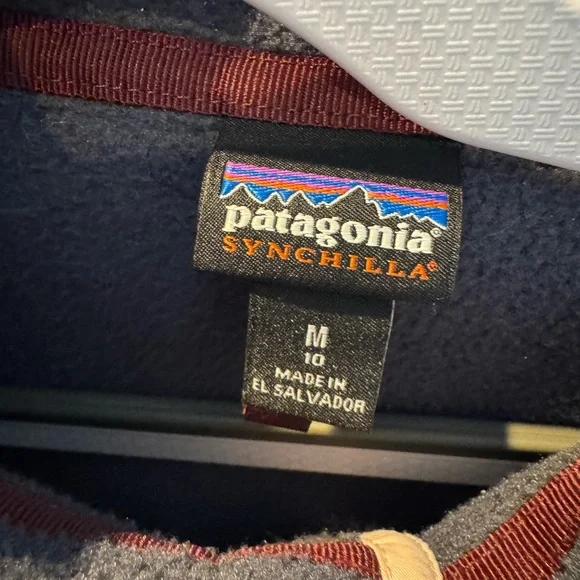 patagonia®
SYNCHILLA®
M
10
MADE IN
EL SALVADOR